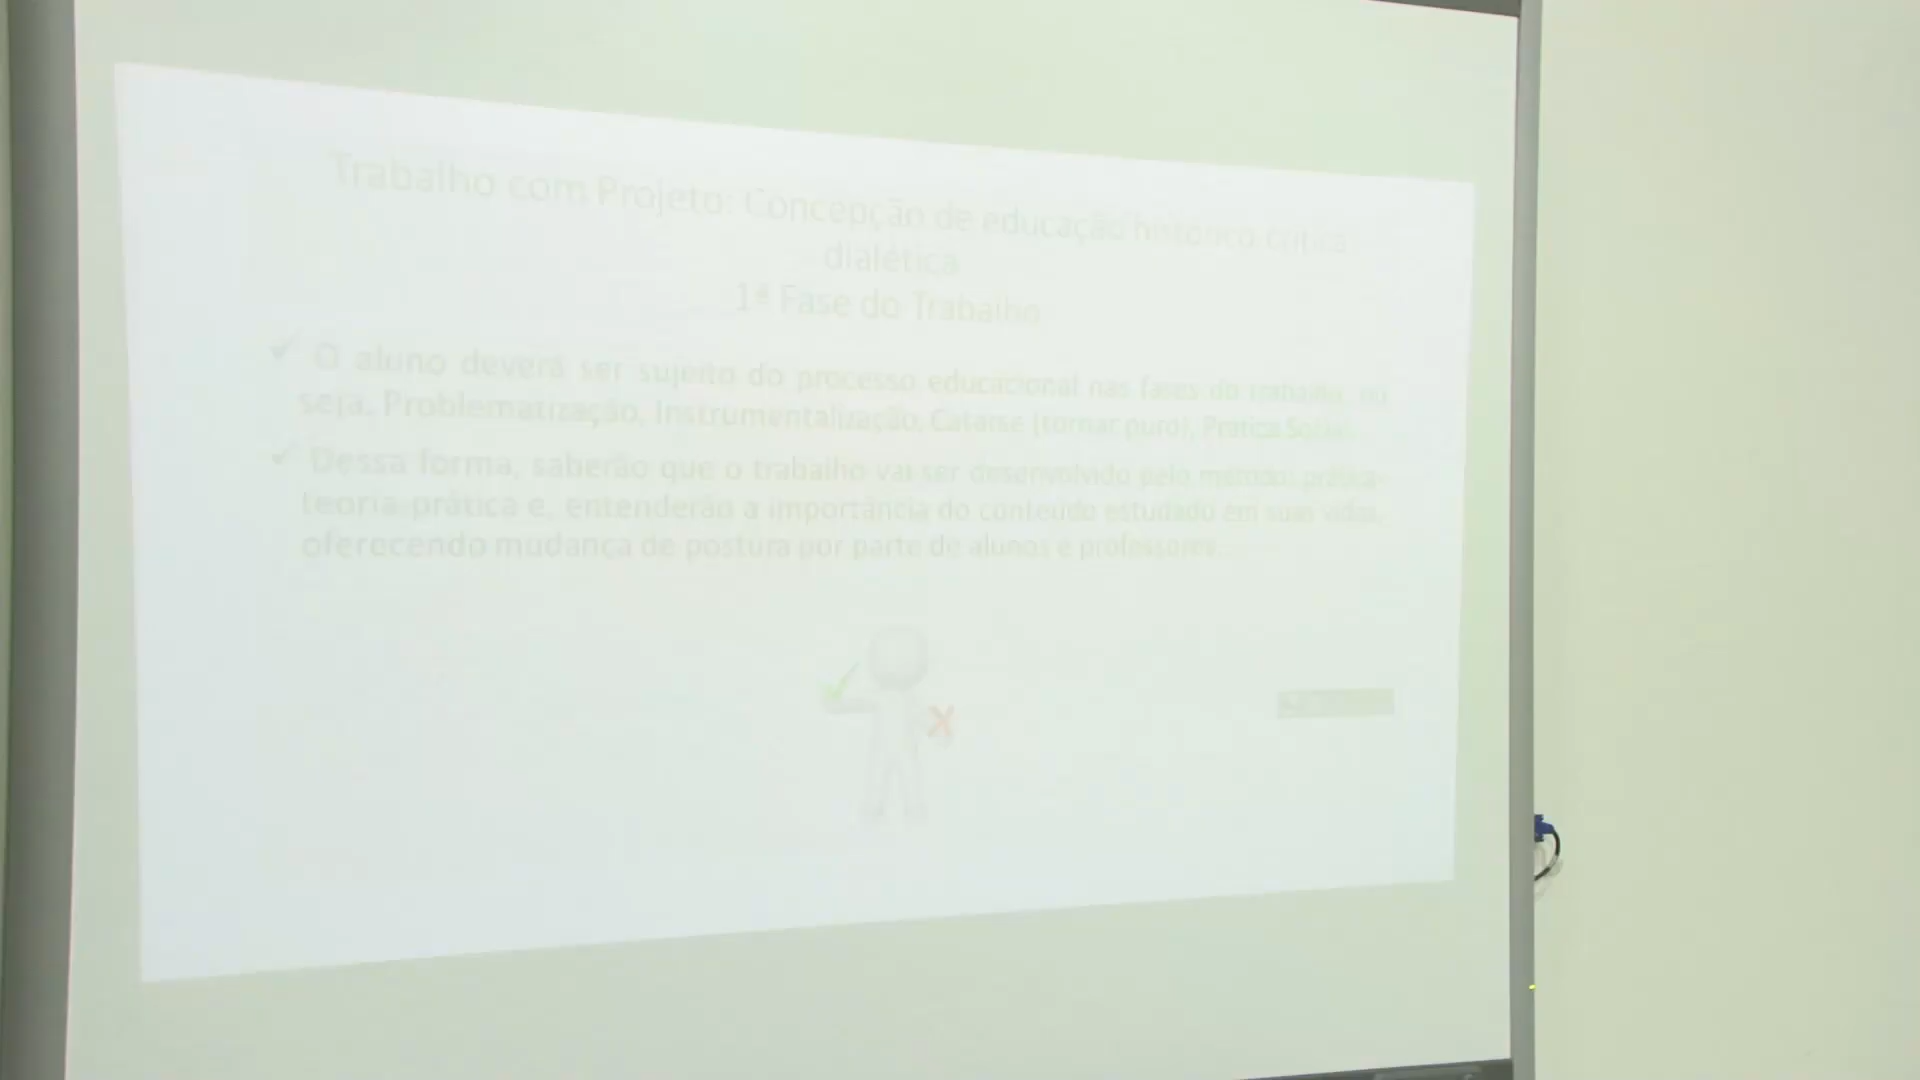 Trabalho com Projeto: Concepção de educação histórico crítica
dialética
1ª Fase do Trabalho
✓ O aluno deverá ser sujeito do processo educacional nas fases do trabalho, ou
seja, Problematização, Instrumentalização, Catarse (tornar puro), Prática Social.
✓ Dessa forma, saberão que o trabalho vai ser desenvolvido pelo método: prática-
teoria-prática e, entenderão a importância do conteúdo estudado em suas vidas,
oferecendo mudança de postura por parte de alunos e professores...